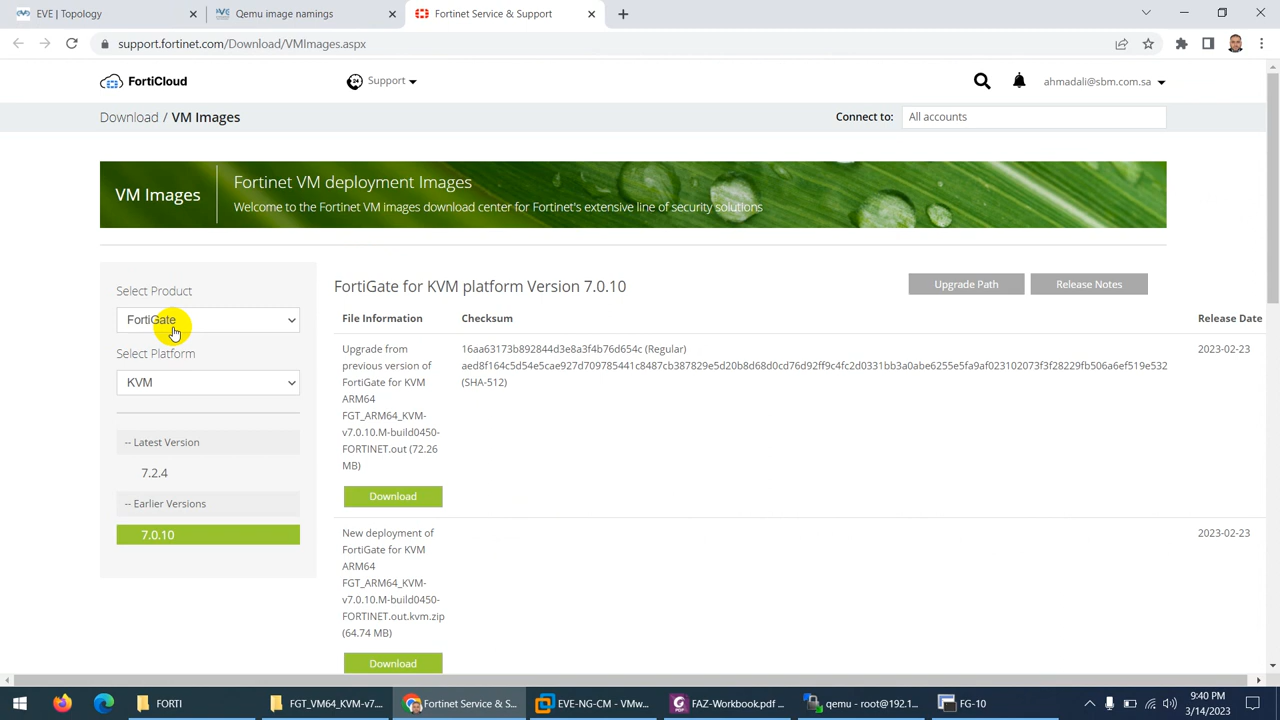 EVE | Topology
Qemu image namings
Fortinet Service & Support
support.fortinet.com/Download/VMImages.aspx
FortiCloud
24
Support
ahmadali@sbm.com.sa
Download / VM Images
Connect to:
All accounts
VM Images
Fortinet VM deployment Images
Welcome to the Fortinet VM images download center for Fortinet's extensive line of security solutions
Select Product
FortiGate
Select Platform
KVM
-- Latest Version
7.2.4
-- Earlier Versions
7.0.10
FortiGate for KVM platform Version 7.0.10
Upgrade Path
Release Notes
File Information
Checksum
Release Date
Upgrade from
previous version of
FortiGate for KVM
ARM64
FGT_ARM64_KVM-
v7.0.10.M-build0450-
FORTINET.out (72.26
MB)
16aa63173b892844d3e8a3f4b76d654c (Regular)
aed8f164c5d54e5cae927d709785441c8487cb387829e5d20b8d68d0cd76d92ff9c4fc2d0331bb3a0abe6255e5fa9af023102073f3f28229fb506a6ef519e532
(SHA-512)
2023-02-23
Download
New deployment of
FortiGate for KVM
ARM64
FGT_ARM64_KVM-
v7.0.10.M-build0450-
FORTINET.out.kvm.zip
(64.74 MB)
2023-02-23
Download
FORTI
FGT_VM64_KVM-v7....
Fortinet Service & S...
EVE-NG-CM - VMw...
FAZ-Workbook.pdf ...
qemu - root@192.1...
FG-10
9:40 PM
3/14/2023